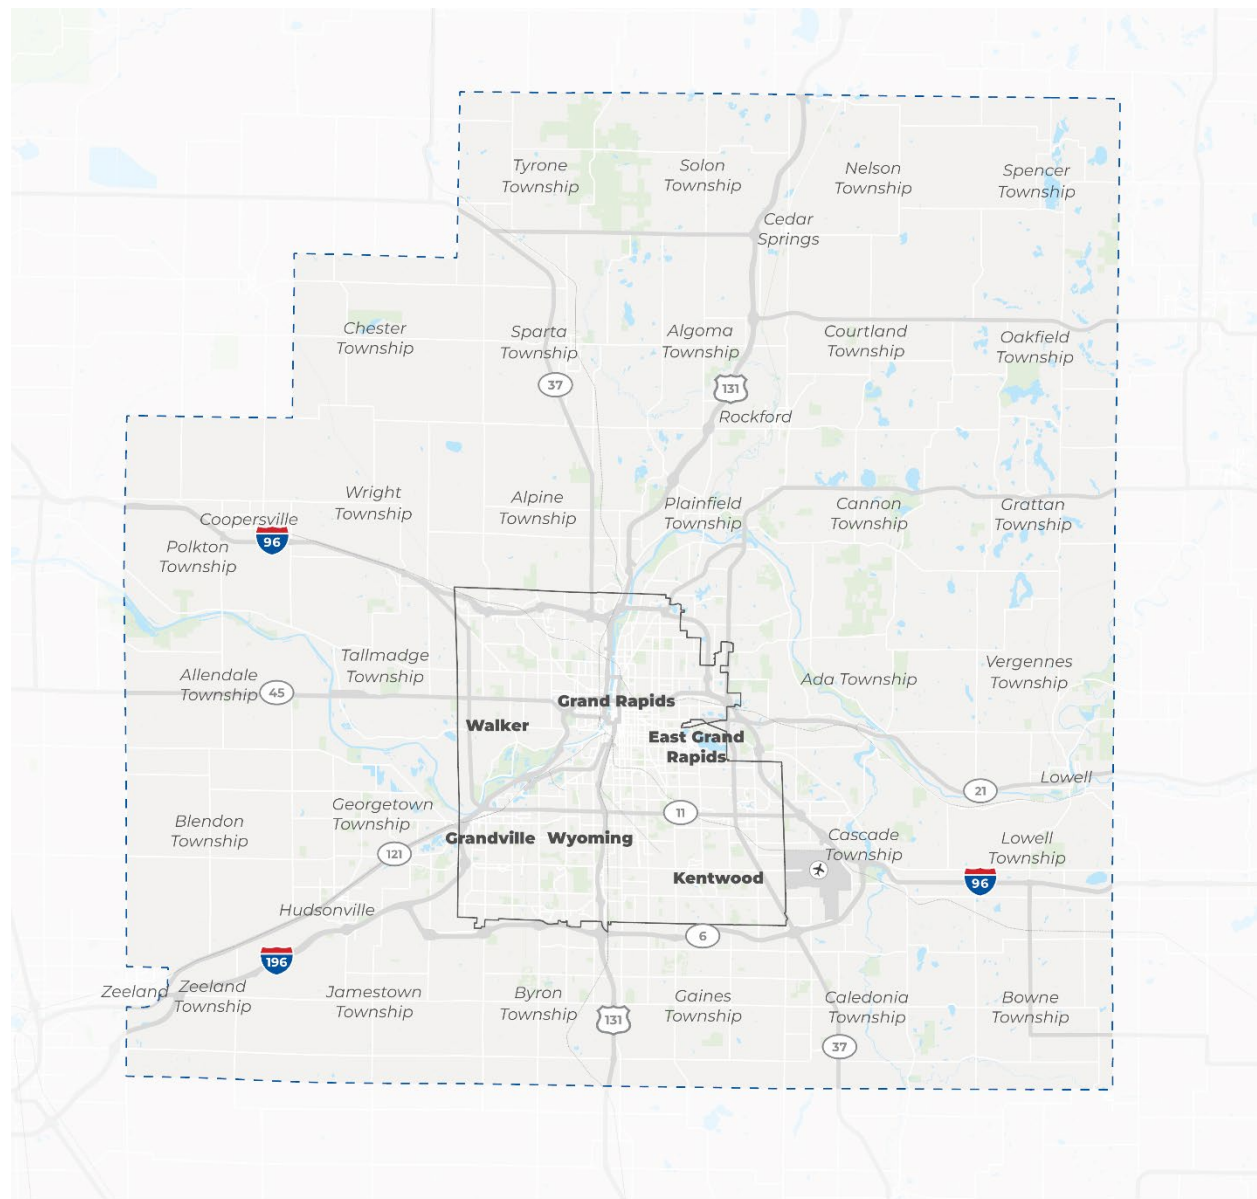 Tyrone
Township
Solon
Township
Nelson
Township
Spencer
Township
Cedar
Springs
Chester
Township
Sparta
Township
Algoma
Township
Courtland
Township
Oakfield
Township
37
131
Rockford
Wright
Township
Alpine
Township
Plainfield
Township
Cannon
Township
Grattan
Township
Coopersville
96
Polkton
Township
Tallmadge
Township
Allendale
Township
45
Ada Township
Vergennes
Township
Grand Rapids
Walker
East Grand
Rapids
Lowell
21
Georgetown
Township
11
Blendon
Township
121
Grandville
Wyoming
Cascade
Township
Lowell
Township
Kentwood
96
Hudsonville
6
196
Zeeland
Zeeland
Township
Jamestown
Township
Byron
Township
131
Gaines
Township
Caledonia
Township
Bowne
Township
37